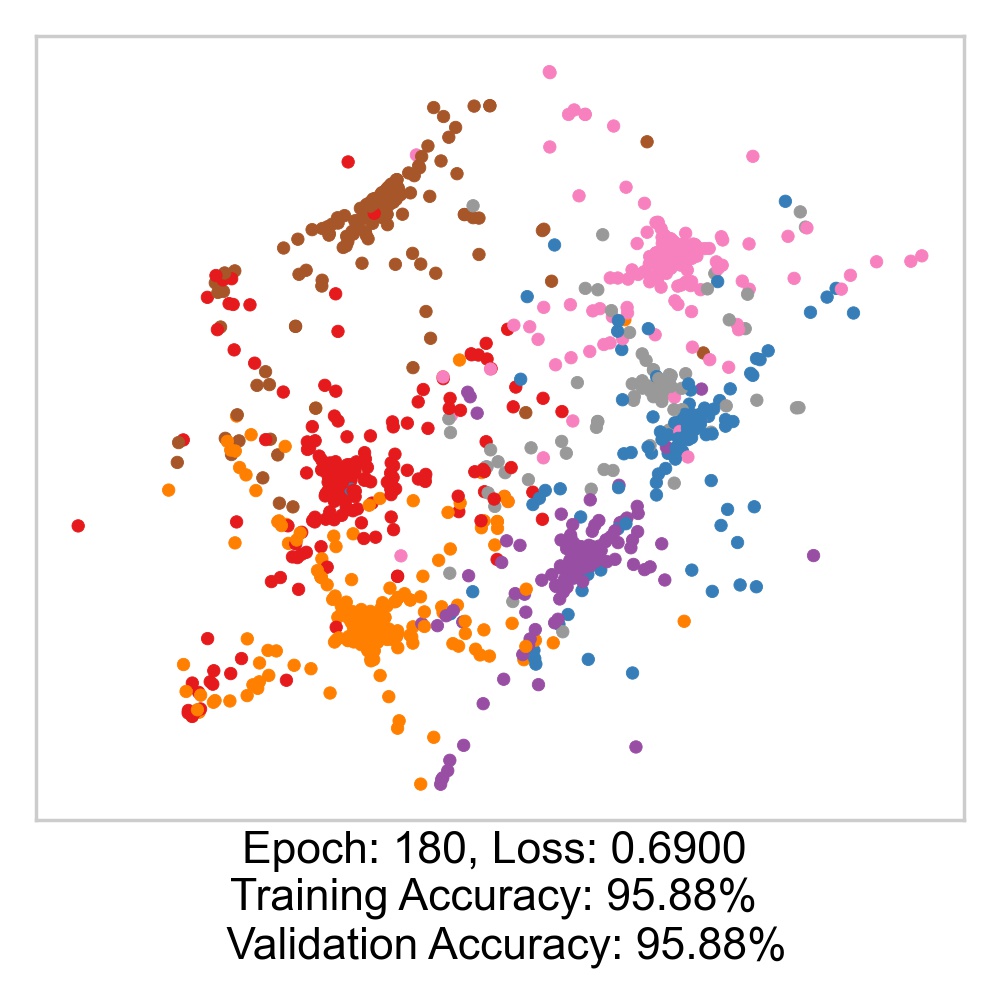 Epoch: 180, Loss: 0.6900
Training Accuracy: 95.88%
Validation Accuracy: 95.88%